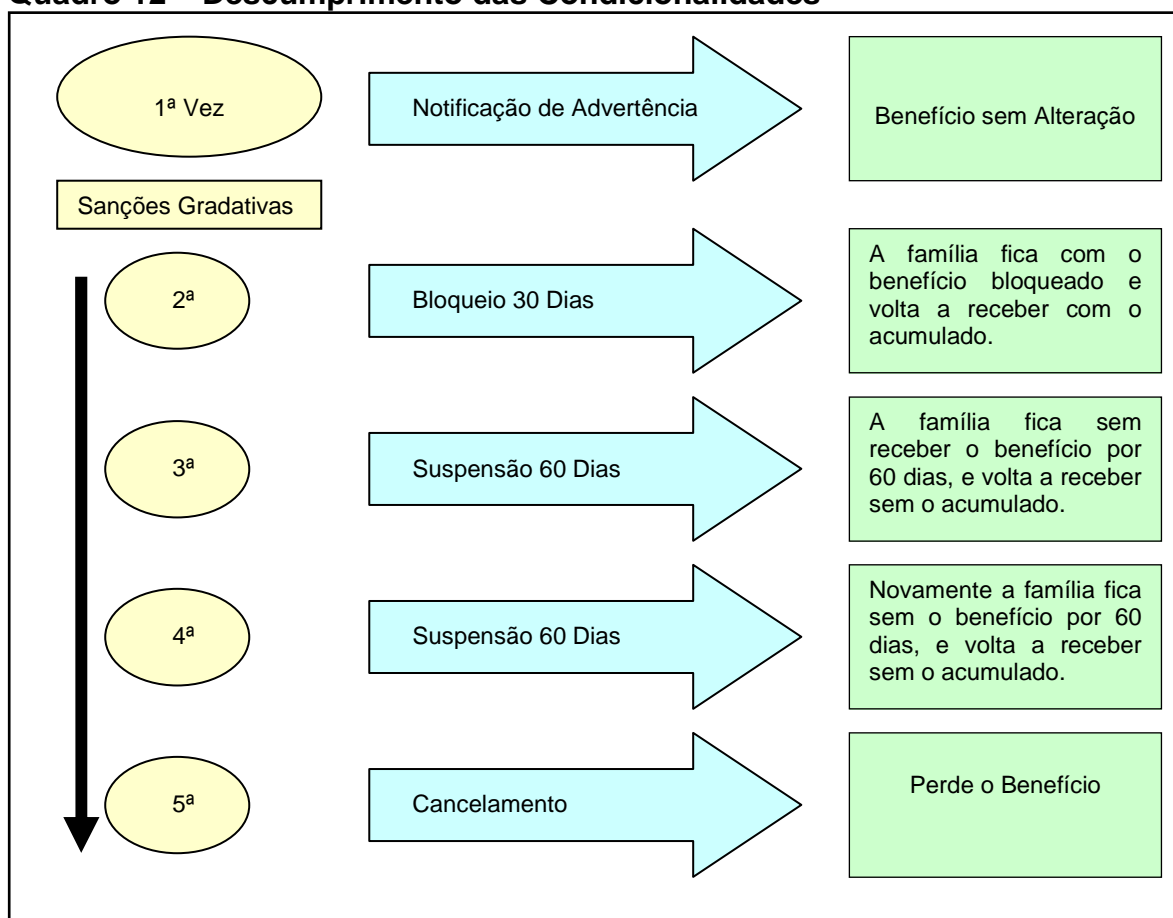 Quadro 12 – Descumprimento das Condicionalidades
1ª Vez
Notificação de Advertência
Benefício sem Alteração
Sanções Gradativas
2ª
Bloqueio 30 Dias
A família fica com o
benefício bloqueado e
volta a receber com o
acumulado.
3ª
Suspensão 60 Dias
A família fica sem
receber o benefício por
60 dias, e volta a receber
sem o acumulado.
4ª
Suspensão 60 Dias
Novamente a família fica
sem o benefício por 60
dias, e volta a receber
sem o acumulado.
5ª
Cancelamento
Perde o Benefício